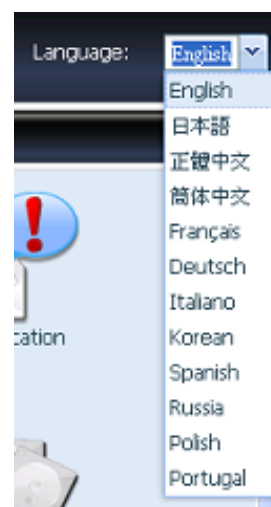 Language:
English
English
日本語
正體中文
简体中文
Français
Deutsch
Italiano
Korean
Spanish
Russia
Polish
Portugal
cation